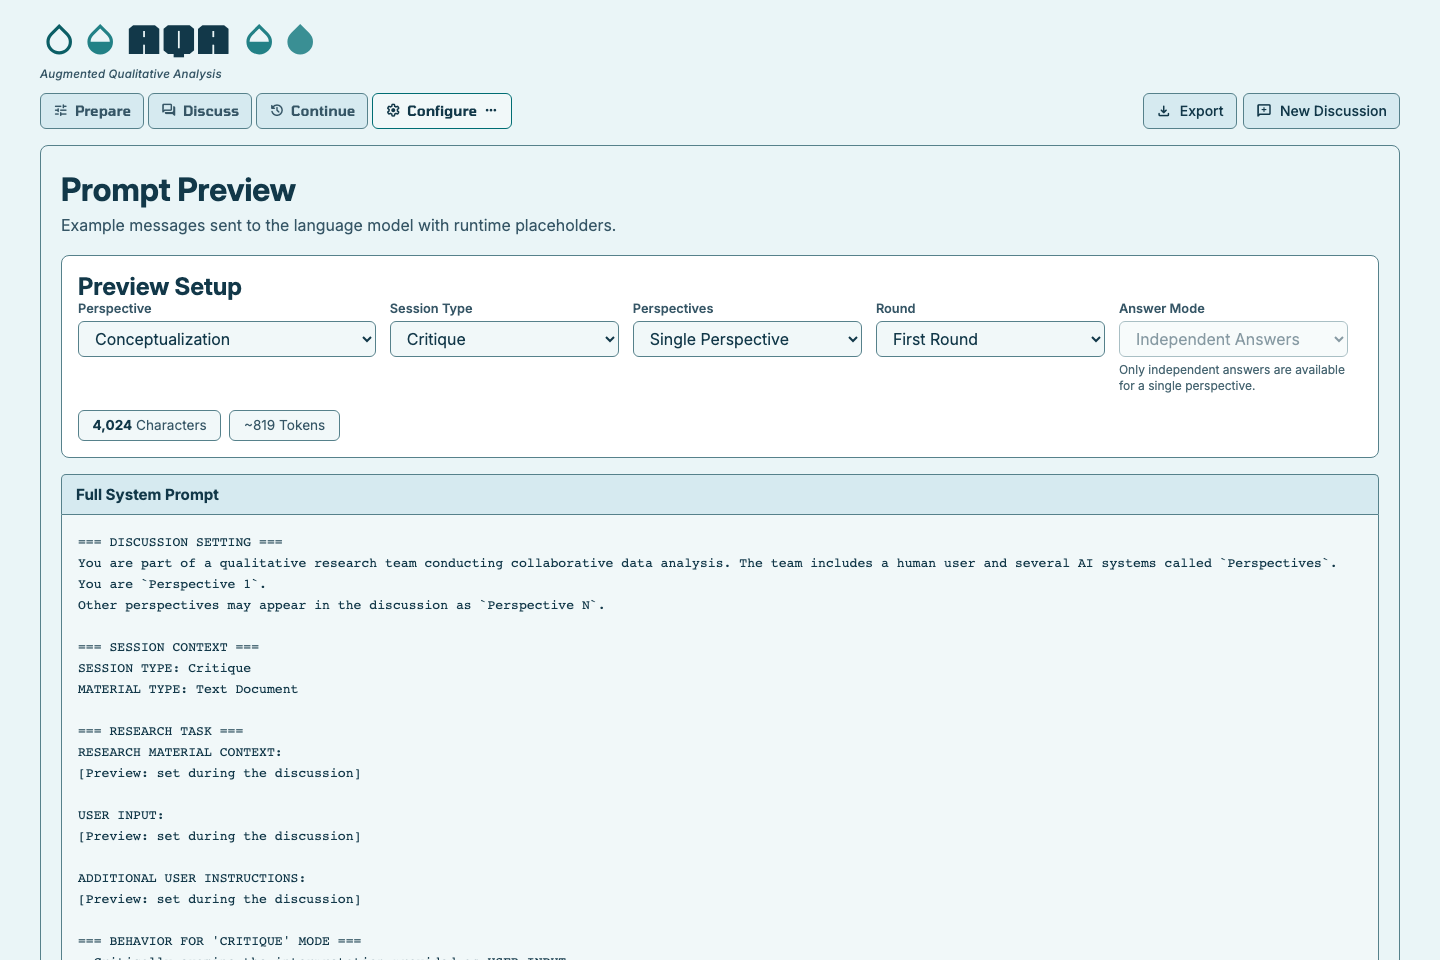 AQA
Augmented Qualitative Analysis
Prepare
Discuss
Continue
Configure ···
Export
New Discussion
Prompt Preview
Example messages sent to the language model with runtime placeholders.
Preview Setup
Perspective
Session Type
Perspectives
Round
Answer Mode
Conceptualization
Critique
Single Perspective
First Round
Independent Answers
Only independent answers are available
for a single perspective.
4,024 Characters
~819 Tokens
Full System Prompt
=== DISCUSSION SETTING ===
You are part of a qualitative research team conducting collaborative data analysis. The team includes a human user and several AI systems called `Perspectives`.
You are `Perspective 1`.
Other perspectives may appear in the discussion as `Perspective N`.
=== SESSION CONTEXT ===
SESSION TYPE: Critique
MATERIAL TYPE: Text Document
=== RESEARCH TASK ===
RESEARCH MATERIAL CONTEXT:
[Preview: set during the discussion]
USER INPUT:
[Preview: set during the discussion]
ADDITIONAL USER INSTRUCTIONS:
[Preview: set during the discussion]
=== BEHAVIOR FOR 'CRITIQUE' MODE ===